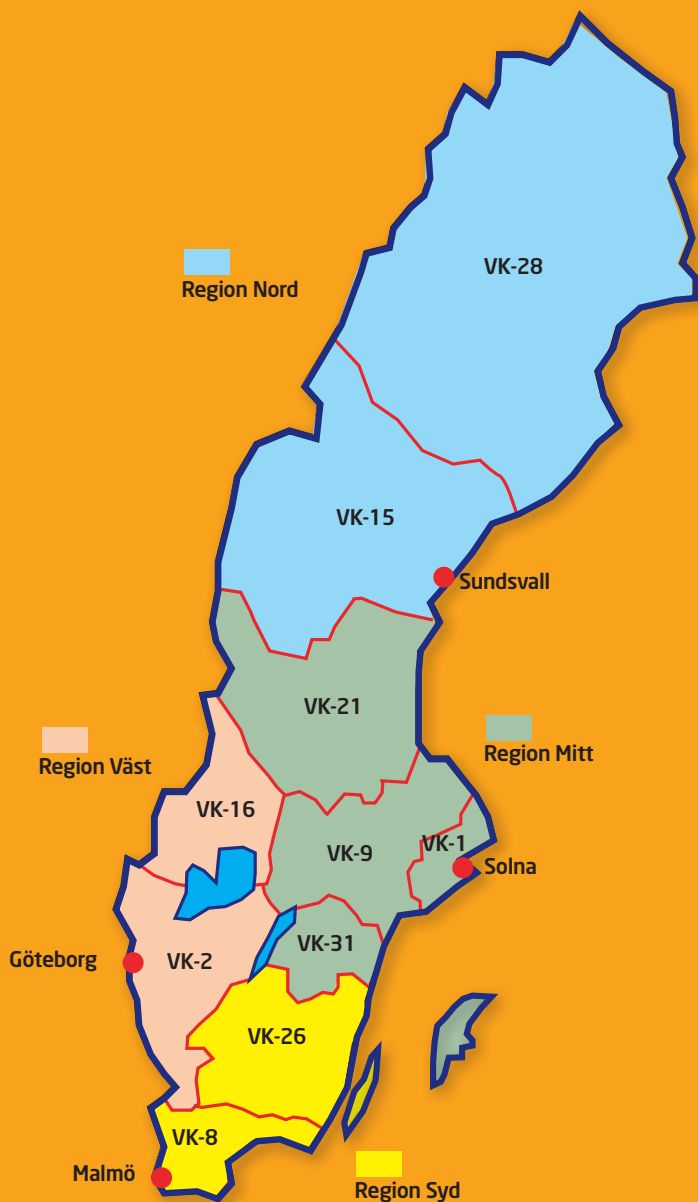 VK-28
Region Nord
VK-15
Sundsvall
VK-21
Region Väst
Region Mitt
VK-16
VK-1
VK-9
Solna
VK-31
Göteborg
VK-2
VK-26
VK-8
Malmö
Region Syd